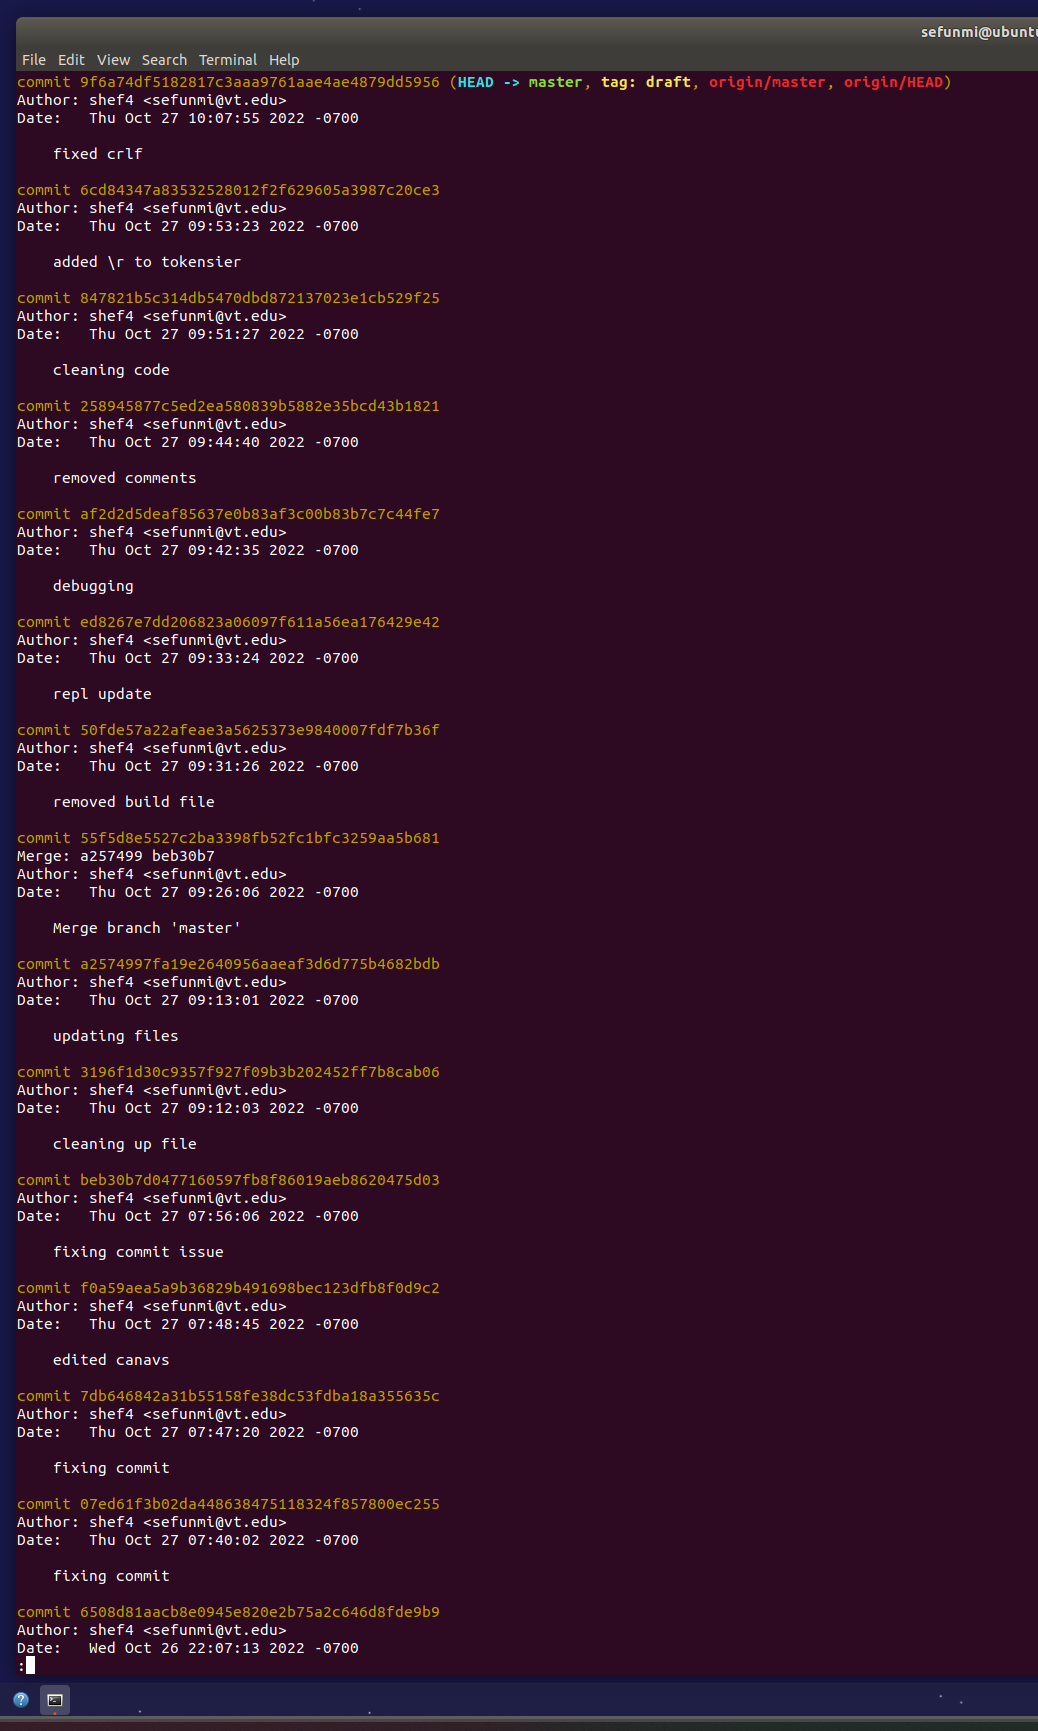 sefunmi@ubuntu
File Edit View Search Terminal Help
commit 9f6a74df5182817c3aaa9761aae4ae4879dd5956 (HEAD -> master, tag: draft, origin/master, origin/HEAD)
Author: shef4 <sefunmi@vt.edu>
Date:   Thu Oct 27 10:07:55 2022 -0700
fixed crlf
commit 6cd84347a83532528012f2f629605a3987c20ce3
Author: shef4 <sefunmi@vt.edu>
Date:   Thu Oct 27 09:53:23 2022 -0700
added \r to tokensier
commit 847821b5c314db5470dbd872137023e1cb529f25
Author: shef4 <sefunmi@vt.edu>
Date:   Thu Oct 27 09:51:27 2022 -0700
cleaning code
commit 258945877c5ed2ea580839b5882e35bcd43b1821
Author: shef4 <sefunmi@vt.edu>
Date:   Thu Oct 27 09:44:40 2022 -0700
removed comments
commit af2d2d5deaf85637e0b83af3c00b83b7c7c44fe7
Author: shef4 <sefunmi@vt.edu>
Date:   Thu Oct 27 09:42:35 2022 -0700
debugging
commit ed8267e7dd206823a06097f611a56ea176429e42
Author: shef4 <sefunmi@vt.edu>
Date:   Thu Oct 27 09:33:24 2022 -0700
repl update
commit 50fde57a22afeae3a5625373e9840007fdf7b36f
Author: shef4 <sefunmi@vt.edu>
Date:   Thu Oct 27 09:31:26 2022 -0700
removed build file
commit 55f5d8e5527c2ba3398fb52fc1bfc3259aa5b681
Merge: a257499 beb30b7
Author: shef4 <sefunmi@vt.edu>
Date:   Thu Oct 27 09:26:06 2022 -0700
Merge branch 'master'
commit a2574997fa19e2640956aaeaf3d6d775b4682bdb
Author: shef4 <sefunmi@vt.edu>
Date:   Thu Oct 27 09:13:01 2022 -0700
updating files
commit 3196f1d30c9357f927f09b3b202452ff7b8cab06
Author: shef4 <sefunmi@vt.edu>
Date:   Thu Oct 27 09:12:03 2022 -0700
cleaning up file
commit beb30b7d0477160597fb8f86019aeb8620475d03
Author: shef4 <sefunmi@vt.edu>
Date:   Thu Oct 27 07:56:06 2022 -0700
fixing commit issue
commit f0a59aea5a9b36829b491698bec123dfb8f0d9c2
Author: shef4 <sefunmi@vt.edu>
Date:   Thu Oct 27 07:48:45 2022 -0700
edited canavs
commit 7db646842a31b55158fe38dc53fdba18a355635c
Author: shef4 <sefunmi@vt.edu>
Date:   Thu Oct 27 07:47:20 2022 -0700
fixing commit
commit 07ed61f3b02da448638475118324f857800ec255
Author: shef4 <sefunmi@vt.edu>
Date:   Thu Oct 27 07:40:02 2022 -0700
fixing commit
commit 6508d81aacb8e0945e820e2b75a2c646d8fde9b9
Author: shef4 <sefunmi@vt.edu>
Date:   Wed Oct 26 22:07:13 2022 -0700
: